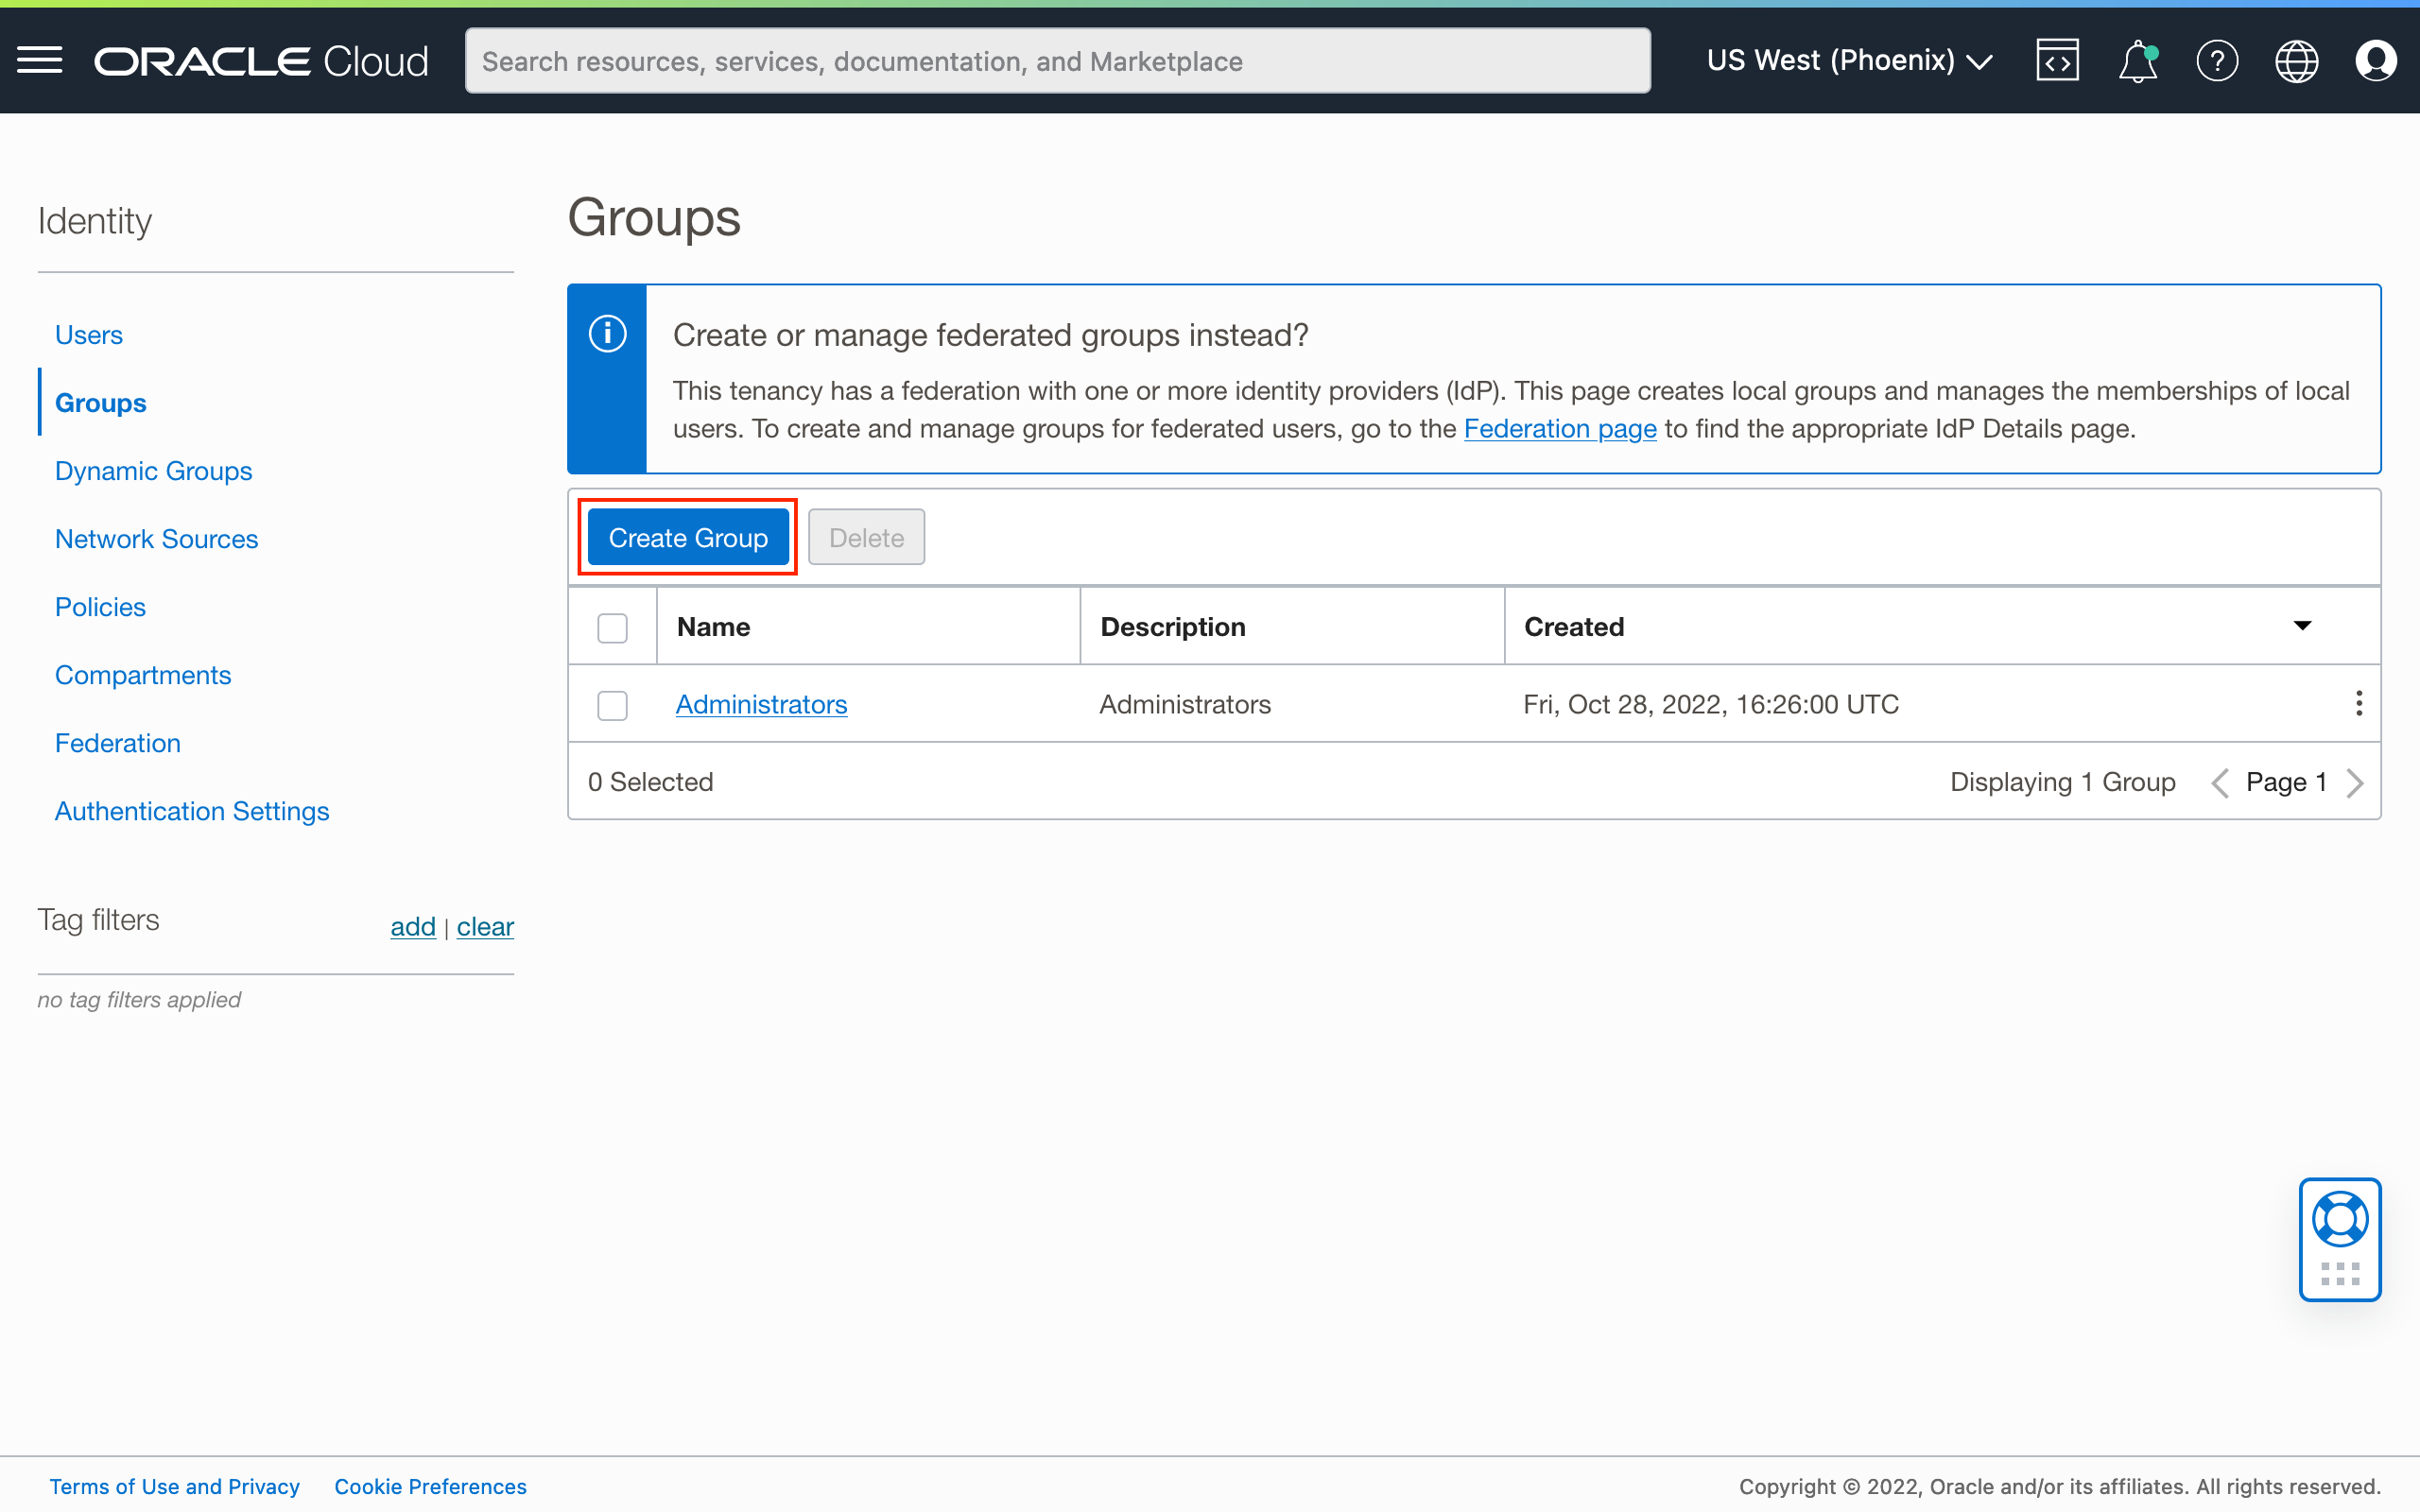 ORACLE Cloud
Search resources, services, documentation, and Marketplace
US West (Phoenix)
Identity
Users
Groups
Dynamic Groups
Network Sources
Policies
Compartments
Federation
Authentication Settings
Tag filters
add | clear
no tag filters applied
Groups
Create or manage federated groups instead?
This tenancy has a federation with one or more identity providers (IdP). This page creates local groups and manages the memberships of local
users. To create and manage groups for federated users, go to the Federation page to find the appropriate IdP Details page.
Create Group Delete
Name Description Created
Administrators Administrators Fri, Oct 28, 2022, 16:26:00 UTC
0 Selected Displaying 1 Group Page 1
Terms of Use and Privacy Cookie Preferences Copyright © 2022, Oracle and/or its affiliates. All rights reserved.